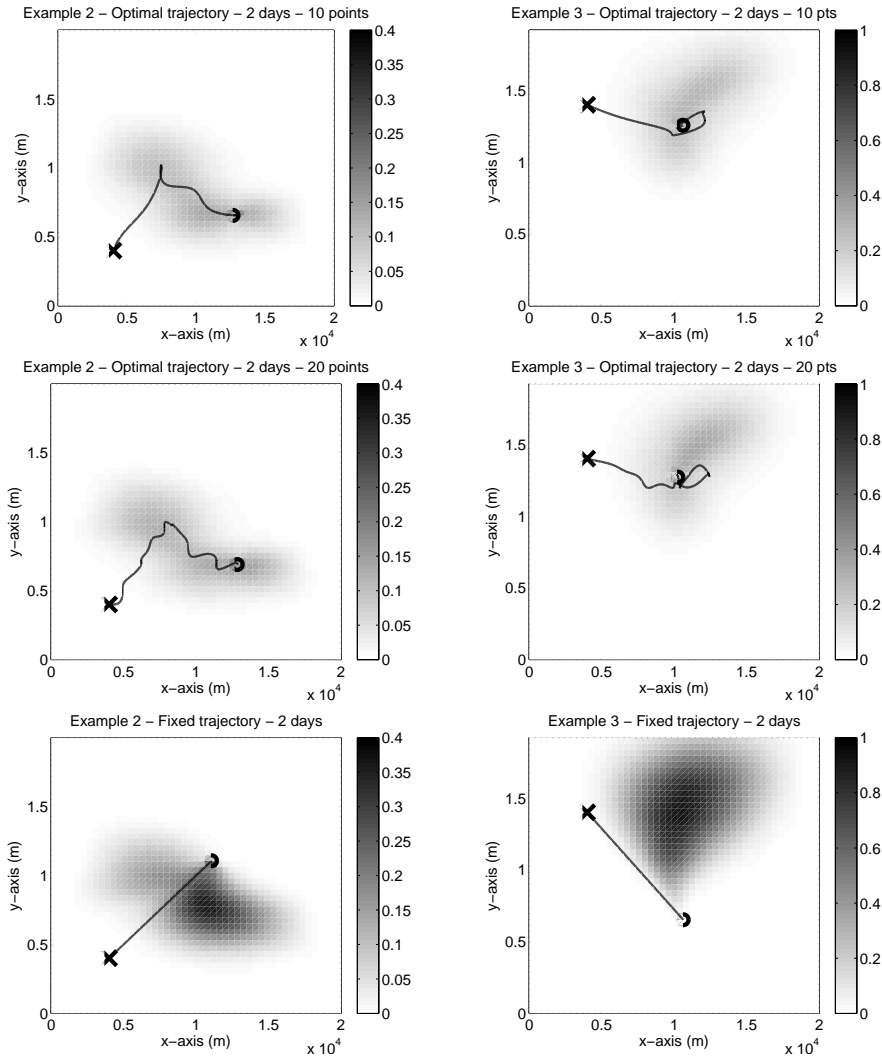 Example 2 − Optimal trajectory − 2 days − 10 points
y−axis (m)
1.5
1
0.5
0
0 0.5 1 1.5 2
x 10^4
x−axis (m)
0.4
0.35
0.3
0.25
0.2
0.15
0.1
0.05
0
Example 3 − Optimal trajectory − 2 days − 10 pts
y−axis (m)
1.5
1
0.5
0
0 0.5 1 1.5 2
x 10^4
x−axis (m)
1
0.8
0.6
0.4
0.2
0
Example 2 − Optimal trajectory − 2 days − 20 points
y−axis (m)
1.5
1
0.5
0
0 0.5 1 1.5 2
x 10^4
x−axis (m)
0.4
0.35
0.3
0.25
0.2
0.15
0.1
0.05
0
Example 3 − Optimal trajectory − 2 days − 20 pts
y−axis (m)
1.5
1
0.5
0
0 0.5 1 1.5 2
x 10^4
x−axis (m)
1
0.8
0.6
0.4
0.2
0
Example 2 − Fixed trajectory − 2 days
y−axis (m)
1.5
1
0.5
0
0 0.5 1 1.5 2
x 10^4
x−axis (m)
0.4
0.35
0.3
0.25
0.2
0.15
0.1
0.05
0
Example 3 − Fixed trajectory − 2 days
y−axis (m)
1.5
1
0.5
0
0 0.5 1 1.5 2
x 10^4
x−axis (m)
1
0.8
0.6
0.4
0.2
0